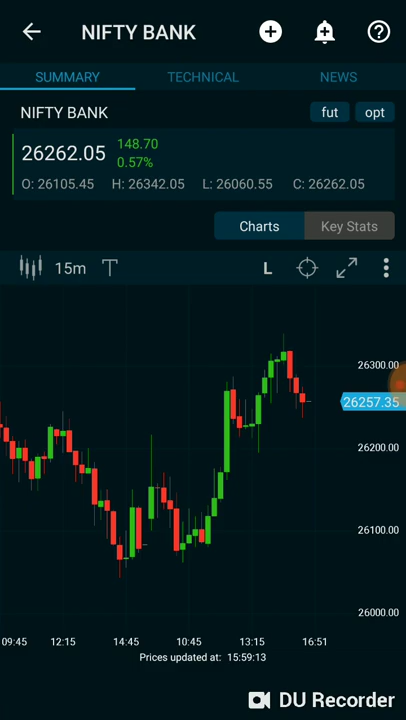 NIFTY BANK
SUMMARY TECHNICAL NEWS
NIFTY BANK fut opt
26262.05 148.70
0.57%
O: 26105.45 H: 26342.05 L: 26060.55 C: 26262.05
Charts Key Stats
15m T L
26300.00
26257.35
26200.00
26100.00
26000.00
09:45 12:15 14:45 10:45 13:15 16:51
Prices updated at: 15:59:13
DU Recorder